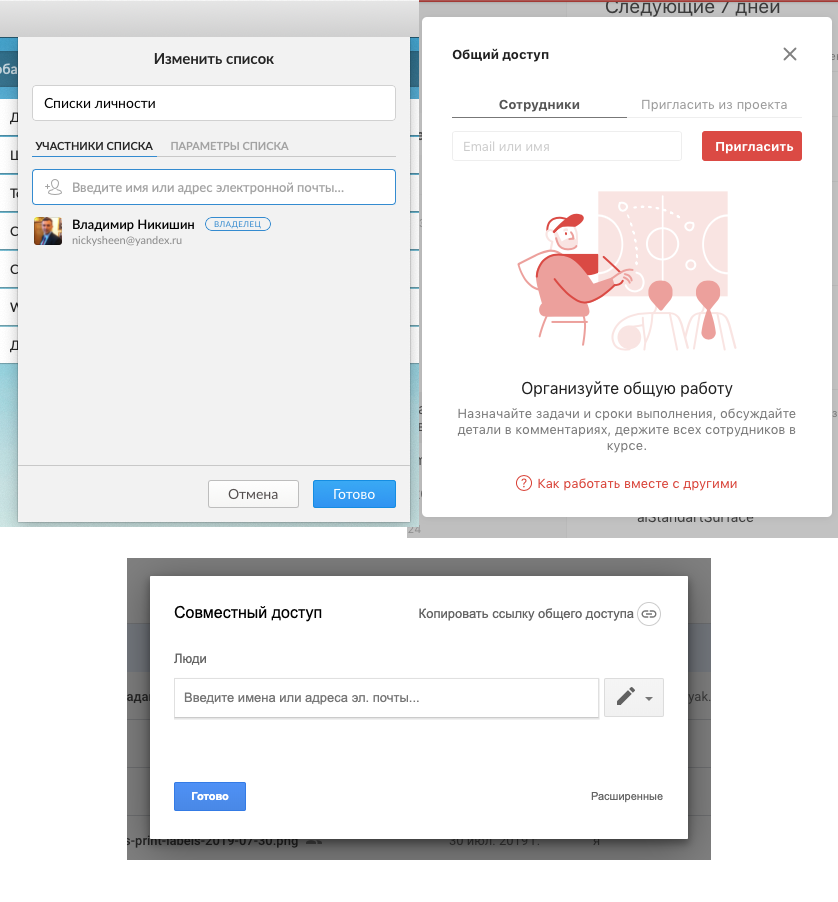 Изменить список
Списки личности
УЧАСТНИКИ СПИСКА ПАРАМЕТРЫ СПИСКА
Введите имя или адрес электронной почты...
Владимир Никишин ВЛАДЕЛЕЦ
nickysheen@yandex.ru
Отмена Готово
Следующие 7 дней
Общий доступ
Сотрудники Пригласить из проекта
Email или имя Пригласить
Организуйте общую работу
Назначайте задачи и сроки выполнения, обсуждайте
детали в комментариях, держите всех сотрудников в
курсе.
? Как работать вместе с другими
aiStandartSurface
24
Совместный доступ Копировать ссылку общего доступа
Люди
Введите имена или адреса эл. почты...
Готово Расширенные
s-print-labels-2019-07-30.png 30 июл. 2019 г. я